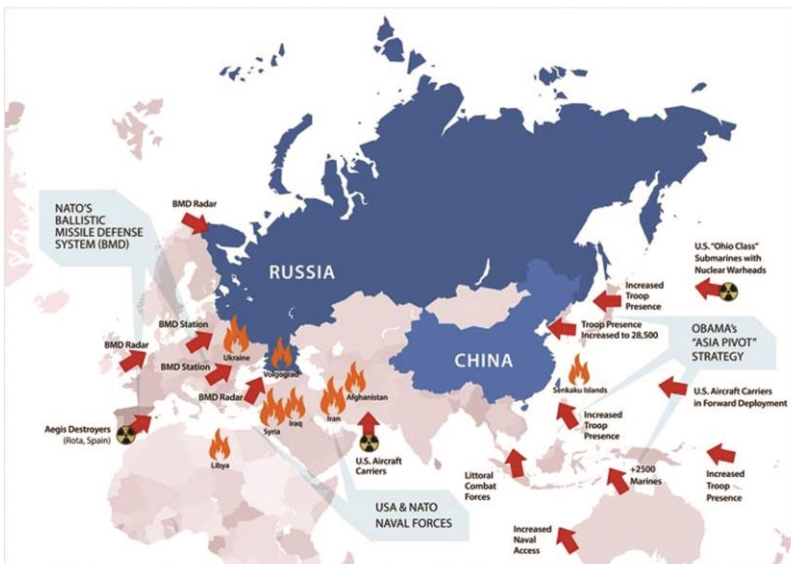 NATO'S
BALLISTIC
MISSILE DEFENSE
SYSTEM (BMD)
BMD Radar
RUSSIA
U.S. "Ohio Class"
Submarines with
Nuclear Warheads
Increased
Troop
Presence
BMD Station
Ukraine
BMD Radar
BMD Station
Volgograd
BMD Radar
Troop Presence
Increased to 28,500
OBAMA'S
"ASIA PIVOT"
STRATEGY
CHINA
Senkaku Islands
U.S. Aircraft Carriers
in Forward Deployment
Afghanistan
Iran
Iraq
Syria
Aegis Destroyers
(Rota, Spain)
Libya
U.S. Aircraft
Carriers
Increased
Troop
Presence
Littoral
Combat
Forces
+2500
Marines
Increased
Troop
Presence
USA & NATO
NAVAL FORCES
Increased
Naval
Access